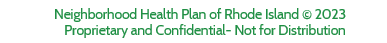 Neighborhood Health Plan of Rhode Island © 2023
Proprietary and Confidential- Not for Distribution